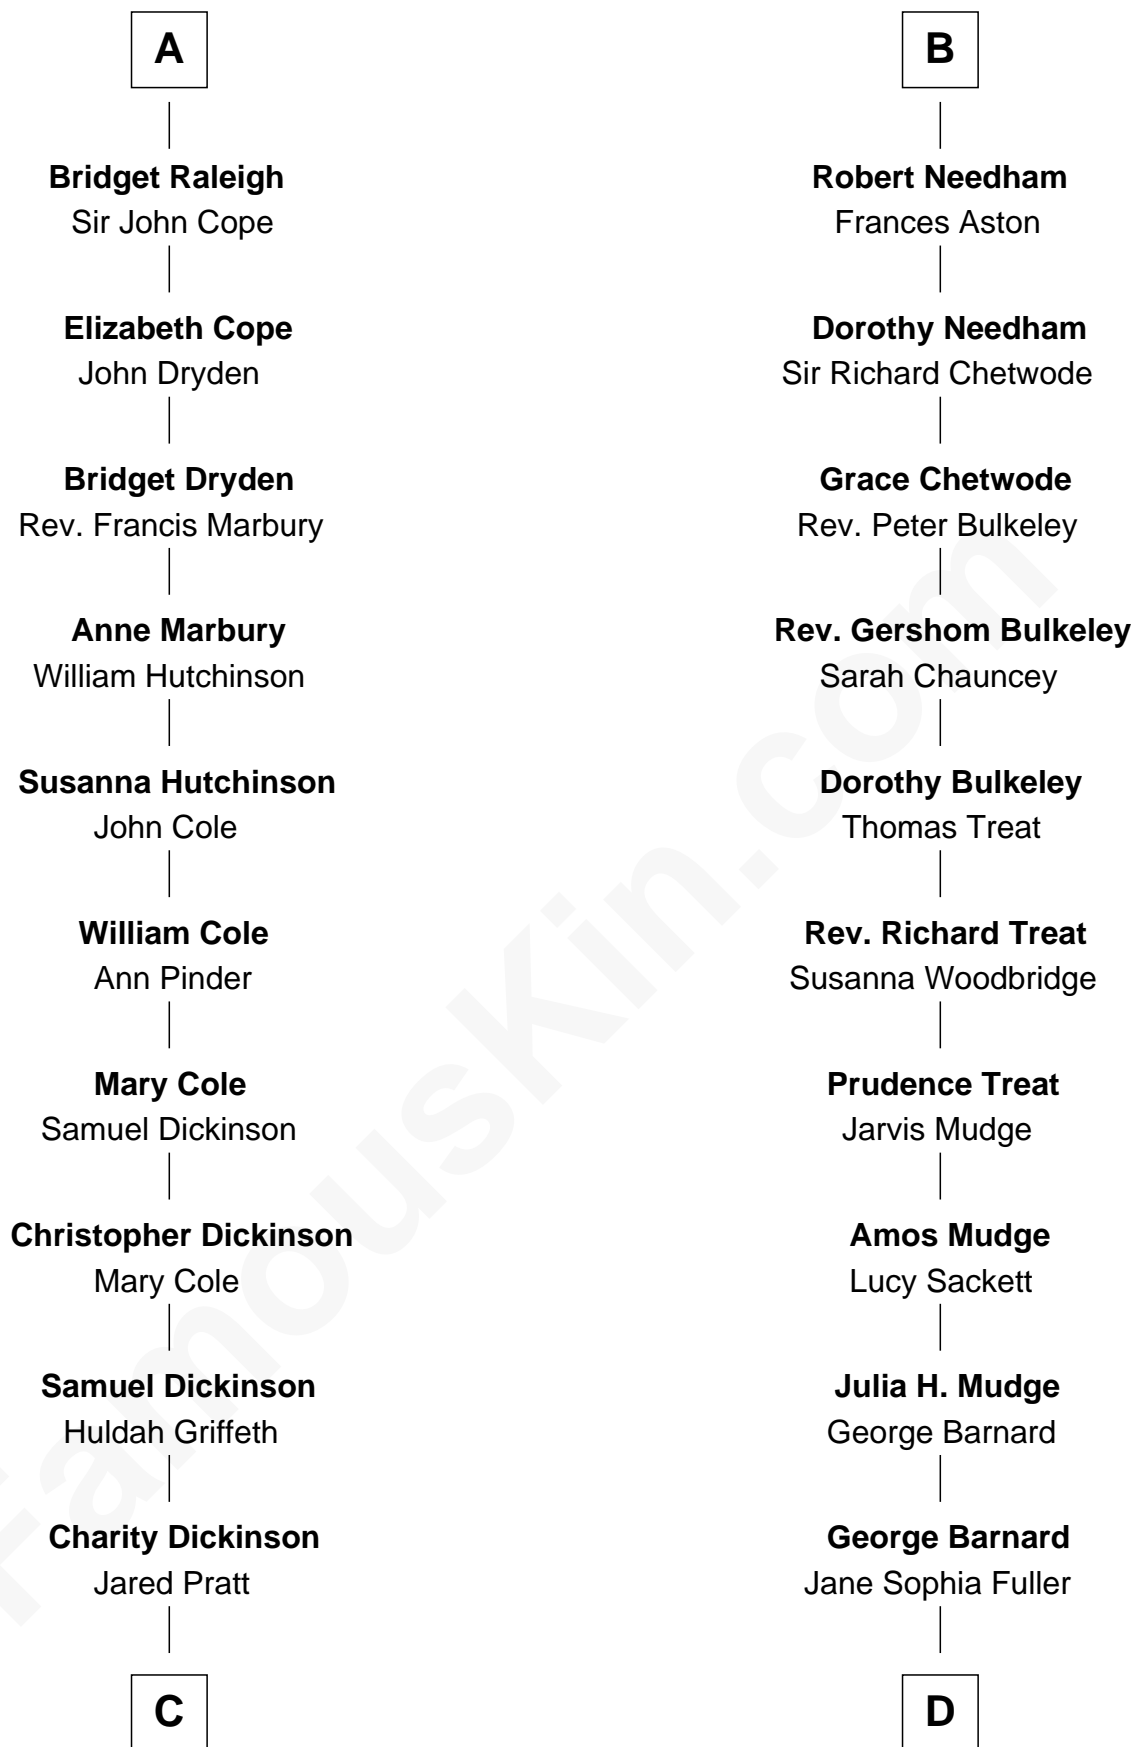 A
Bridget Raleigh
Sir John Cope
Elizabeth Cope
John Dryden
Bridget Dryden
Rev. Francis Marbury
Anne Marbury
William Hutchinson
Susanna Hutchinson
John Cole
William Cole
Ann Pinder
Mary Cole
Samuel Dickinson
Christopher Dickinson
Mary Cole
Samuel Dickinson
Huldah Griffeth
Charity Dickinson
Jared Pratt
C
B
Robert Needham
Frances Aston
Dorothy Needham
Sir Richard Chetwode
Grace Chetwode
Rev. Peter Bulkeley
Rev. Gershom Bulkeley
Sarah Chauncey
Dorothy Bulkeley
Thomas Treat
Rev. Richard Treat
Susanna Woodbridge
Prudence Treat
Jarvis Mudge
Amos Mudge
Lucy Sackett
Julia H. Mudge
George Barnard
George Barnard
Jane Sophia Fuller
D
FamousKin.com